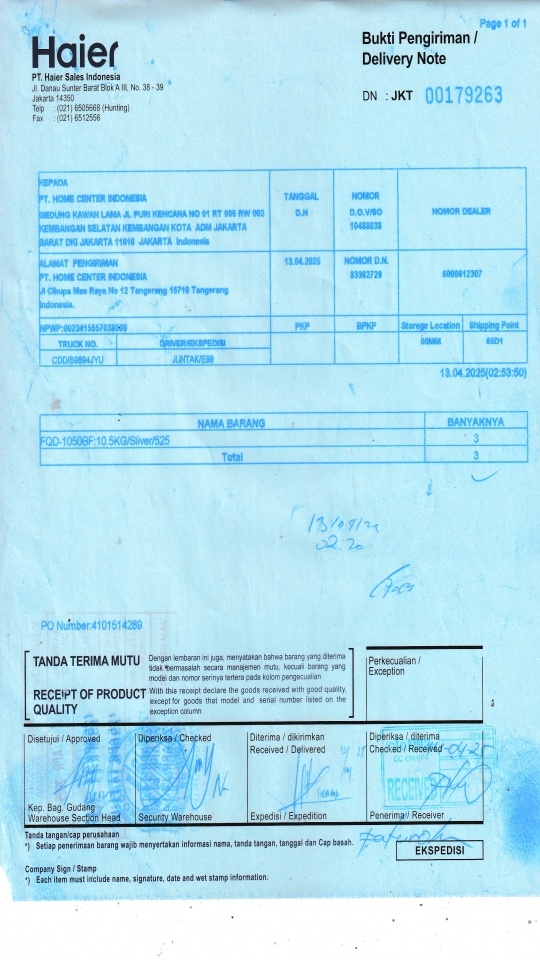 Page 1 of 1
Haier
Bukti Pengiriman /
Delivery Note
PT. Haier Sales Indonesia
Jl. Danau Sunter Barat Blok A III, No. 38 - 39
Jakarta 14350
Telp : (021) 6505668 (Hunting)
Fax : (021) 6512556
DN : JKT 00179263
KEPADA
PT. HOME CENTER INDONESIA
GEDUNG KAWAN LAMA JL PURI KENCANA NO 01 RT 005 RW 002
KEMBANGAN SELATAN KEMBANGAN KOTA ADM JAKARTA
BARAT DKI JAKARTA 11610 JAKARTA Indonesia
TANGGAL
D.N
NOMOR
D.O.V/SO
10488038
NOMOR DEALER
ALAMAT PENGIRIMAN
PT. HOME CENTER INDONESIA
Jl Cikupa Mas Raya No 12 Tangerang 15710 Tangerang
Indonesia.
13.04.2025
NOMOR D.N.
83382729
6000012307
PKP
BPKP
Storege Location
Shipping Point
TRUCK NO.
DRIVER/EKSPEDISI
00MM
65D1
CDD/B9894JYU
JUNTAK/E88
13.04.2025(02:53:50)
NAMA BARANG
BANYAKNYA
FQD-1050BF:10.5KG/Sliver/525
3
Total
3
02:20
PO Number:4101514289
TANDA TERIMA MUTU
Dengan lembaran ini juga, menyatakan bahwa barang yang diterima
tidak bermasalah secara manajemen mutu, kecuali barang yang
model dan nomor serinya tertera pada kolom pengecualian
RECEIPT OF PRODUCT
QUALITY
With this receipt declare the goods received with good quality,
except for goods that model and serial number listed on the
exception column
Perkecualian /
Exception
Disetujui / Approved
Diperiksa / Checked
Diterima / dikirimkan
Received / Delivered
Diperiksa / diterima
Checked / Received
DC CIKUPA
RECEIVED
Kep. Bag. Gudang
Warehouse Section Head
Security Warehouse
Expedisi / Expedition
Penerima / Receiver
Tanda tangan/cap perusahaan
*) Setiap penerimaan barang wajib menyertakan informasi nama, tanda tangan, tanggal dan Cap basah.
EKSPEDISI
Company Sign / Stamp
*) Each item must include name, signature, date and wet stamp information.